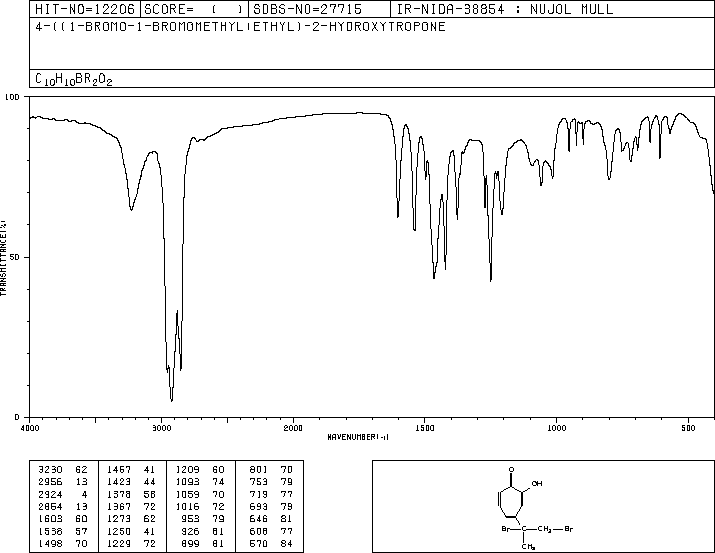 HIT-NO=12206 SCORE= ( ) SDBS-NO=27715 IR-NIDA-38854 : NUJOL MULL
4-((1-BROMO-1-BROMOMETHYL)ETHYL)-2-HYDROXYTROPONE
C10H10BR2O2
100
50
0
TRANSMITTANCE(%)
4000 3000 2000 1500 1000 500
WAVENUMBER(-1)
3230 62 1467 41 1209 60 801 70
2956 13 1423 44 1093 74 753 79
2924 4 1378 58 1059 70 719 77
2854 13 1367 72 1016 72 693 79
1603 60 1273 62 953 79 646 81
1538 57 1250 41 926 81 608 77
1498 70 1229 72 899 81 570 84
O
OH
Br C CH2 Br
CH3